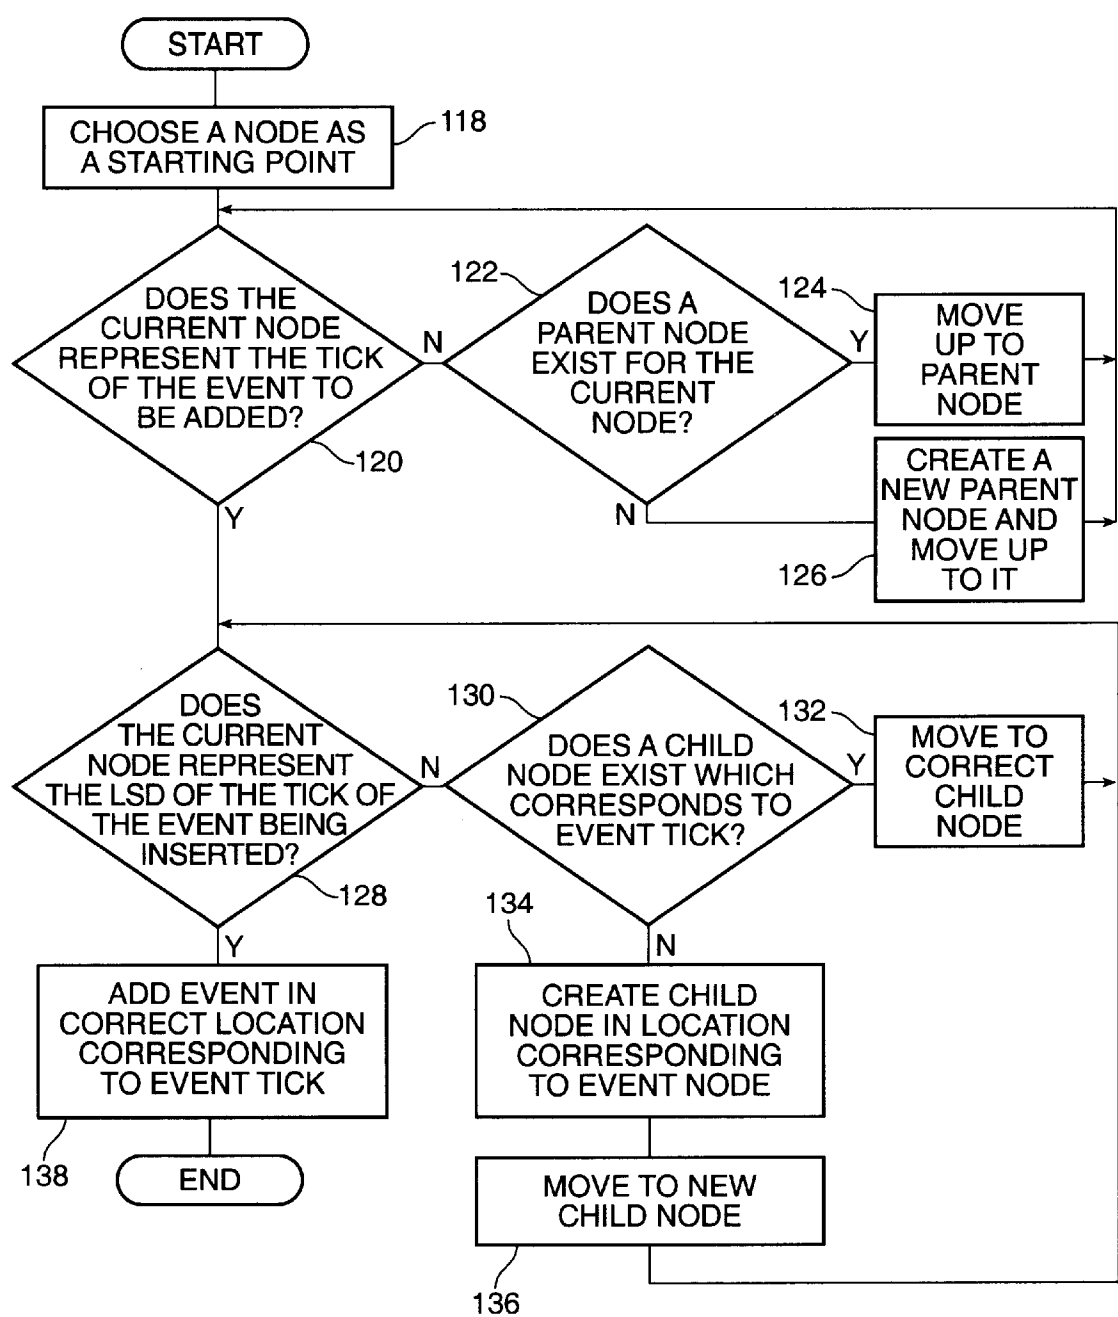 START
CHOOSE A NODE AS
A STARTING POINT
118
DOES THE
CURRENT NODE
REPRESENT THE TICK
OF THE EVENT TO
BE ADDED?
120
N
Y
122
DOES A
PARENT NODE
EXIST FOR THE
CURRENT
NODE?
Y
N
124
MOVE
UP TO
PARENT
NODE
CREATE A
NEW PARENT
NODE AND
MOVE UP
TO IT
126
DOES
THE CURRENT
NODE REPRESENT
THE LSD OF THE TICK OF
THE EVENT BEING
INSERTED?
128
N
Y
130
DOES A CHILD
NODE EXIST WHICH
CORRESPONDS TO
EVENT TICK?
Y
N
132
MOVE TO
CORRECT
CHILD
NODE
134
CREATE CHILD
NODE IN LOCATION
CORRESPONDING
TO EVENT NODE
MOVE TO NEW
CHILD NODE
136
ADD EVENT IN
CORRECT LOCATION
CORRESPONDING
TO EVENT TICK
138
END